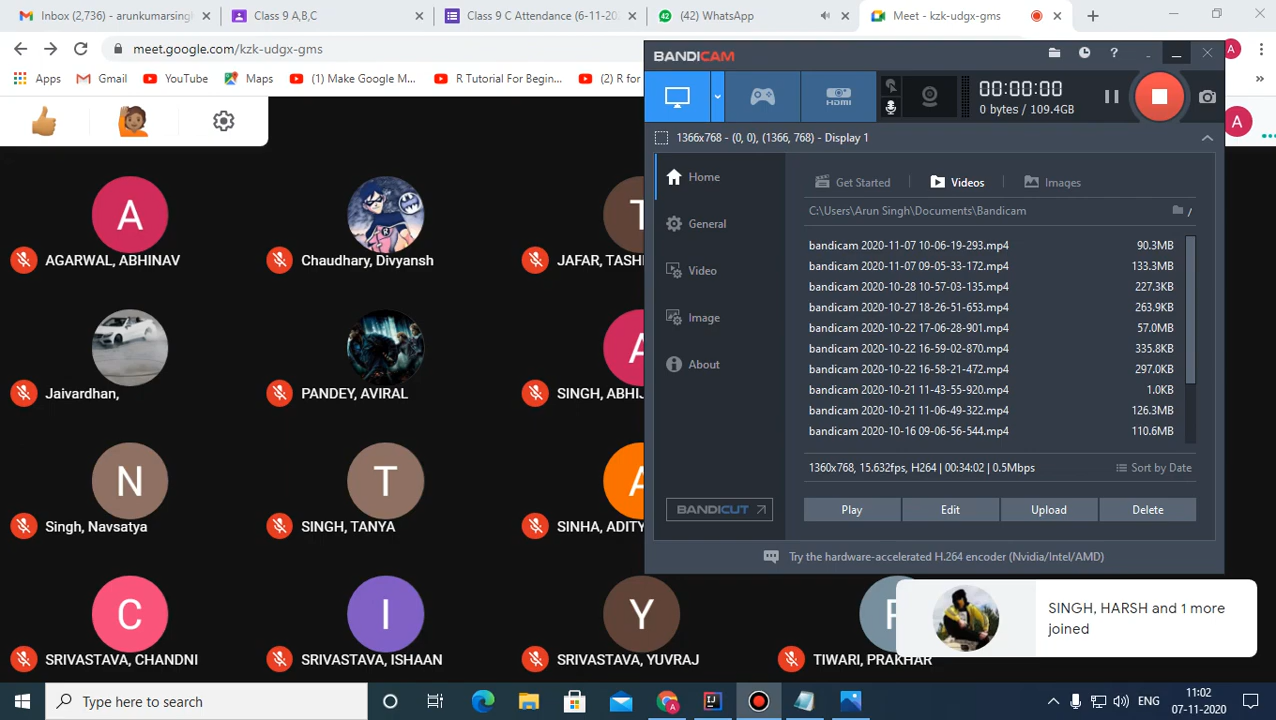 Inbox (2,736) - arunkumarsingh
Class 9 A,B,C
Class 9 C Attendance (6-11-202
(42) WhatsApp
Meet - kzk-udgx-gms
meet.google.com/kzk-udgx-gms
A
Apps
Gmail
YouTube
Maps
(1) Make Google M...
R Tutorial For Begin...
(2) R for
»
BANDICAM
HDMI
00:00:00
0 bytes / 109.4GB
1366x768 - (0, 0), (1366, 768) - Display 1
A
Home
General
Video
Image
About
BANDICUT
Get Started
Videos
Images
C:\Users\Arun Singh\Documents\Bandicam
bandicam 2020-11-07 10-06-19-293.mp4 90.3MB
bandicam 2020-11-07 09-05-33-172.mp4 133.3MB
bandicam 2020-10-28 10-57-03-135.mp4 227.3KB
bandicam 2020-10-27 18-26-51-653.mp4 263.9KB
bandicam 2020-10-22 17-06-28-901.mp4 57.0MB
bandicam 2020-10-22 16-59-02-870.mp4 335.8KB
bandicam 2020-10-22 16-58-21-472.mp4 297.0KB
bandicam 2020-10-21 11-43-55-920.mp4 1.0KB
bandicam 2020-10-21 11-06-49-322.mp4 126.3MB
bandicam 2020-10-16 09-06-56-544.mp4 110.6MB
1360x768, 15.632fps, H264 | 00:34:02 | 0.5Mbps
Sort by Date
Play
Edit
Upload
Delete
Try the hardware-accelerated H.264 encoder (Nvidia/Intel/AMD)
A
AGARWAL, ABHINAV
Chaudhary, Divyansh
T
JAFAR, TASH
Jaivardhan,
PANDEY, AVIRAL
A
SINGH, ABHIJ
N
Singh, Navsatya
T
SINGH, TANYA
A
SINHA, ADITY
C
SRIVASTAVA, CHANDNI
I
SRIVASTAVA, ISHAAN
Y
SRIVASTAVA, YUVRAJ
TIWARI, PRAKHAR
SINGH, HARSH and 1 more
joined
Type here to search
ENG
11:02
07-11-2020